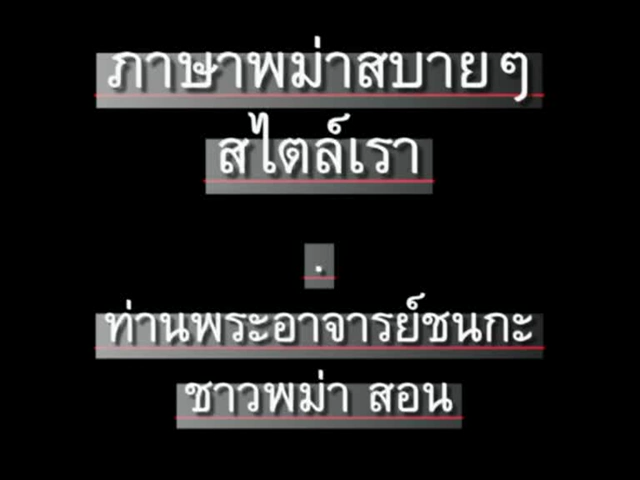 ภาษาพม่าสบายๆ
สไตล์เรา
.
ท่านพระอาจารย์ชนกะ
ชาวพม่า สอน